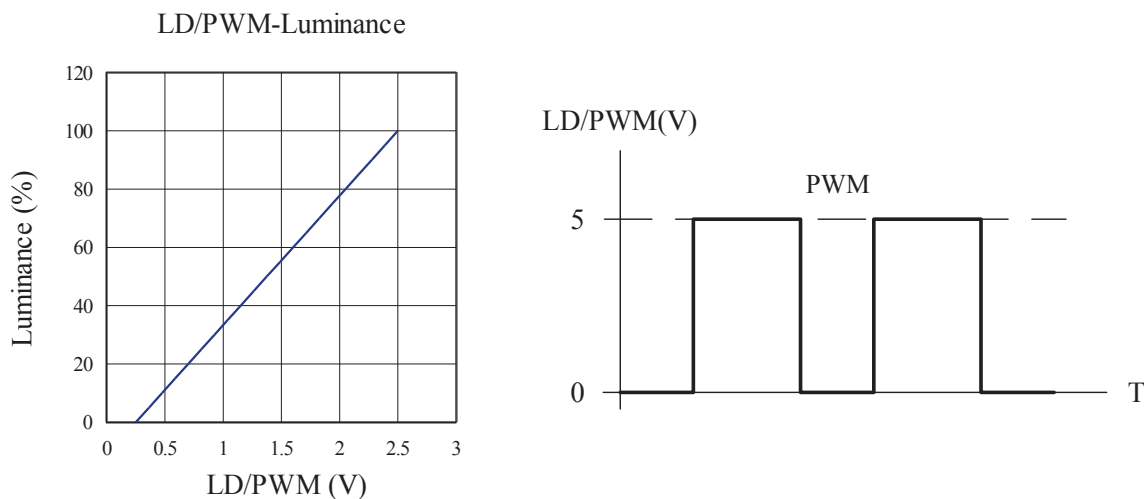 LD/PWM-Luminance
120
100
80
60
40
20
0
Luminance (%)
0 0.5 1 1.5 2 2.5 3
LD/PWM (V)
LD/PWM(V)
PWM
5
0
T